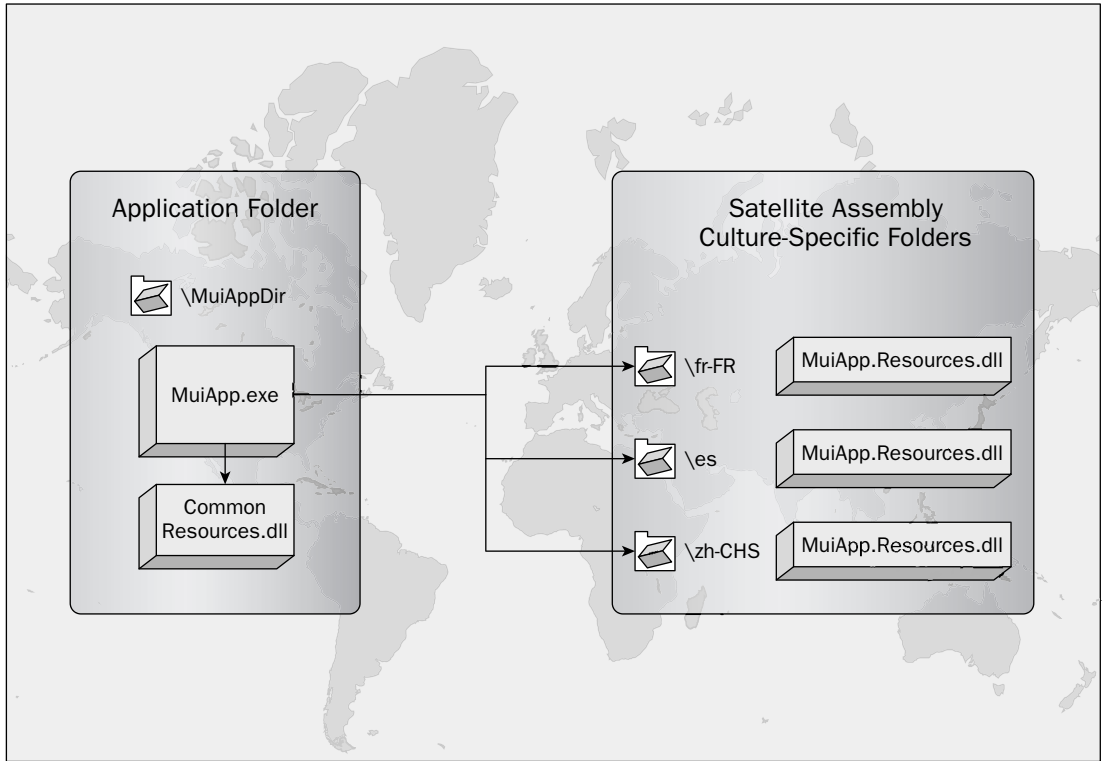 Application Folder
\MuiAppDir
MuiApp.exe
Common
Resources.dll
Satellite Assembly
Culture-Specific Folders
\fr-FR
MuiApp.Resources.dll
\es
MuiApp.Resources.dll
\zh-CHS
MuiApp.Resources.dll